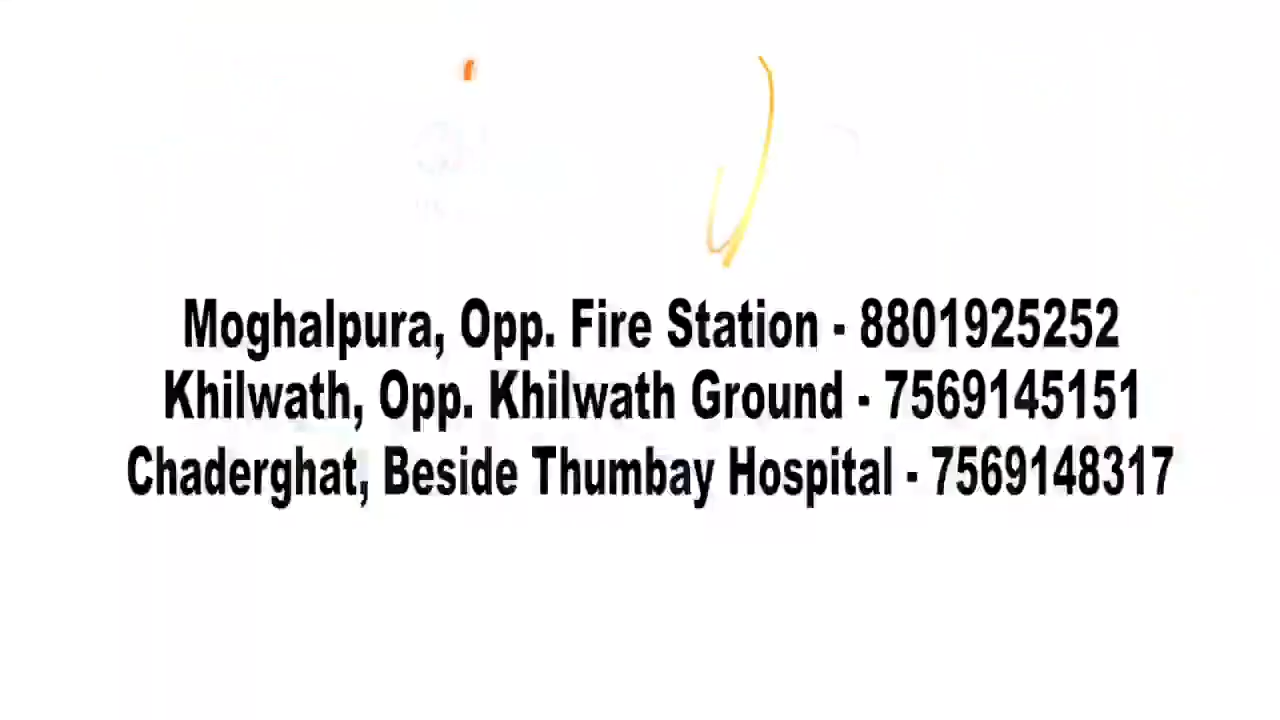 Moghalpura, Opp. Fire Station - 8801925252
Khilwath, Opp. Khilwath Ground - 7569145151
Chaderghat, Beside Thumbay Hospital - 7569148317